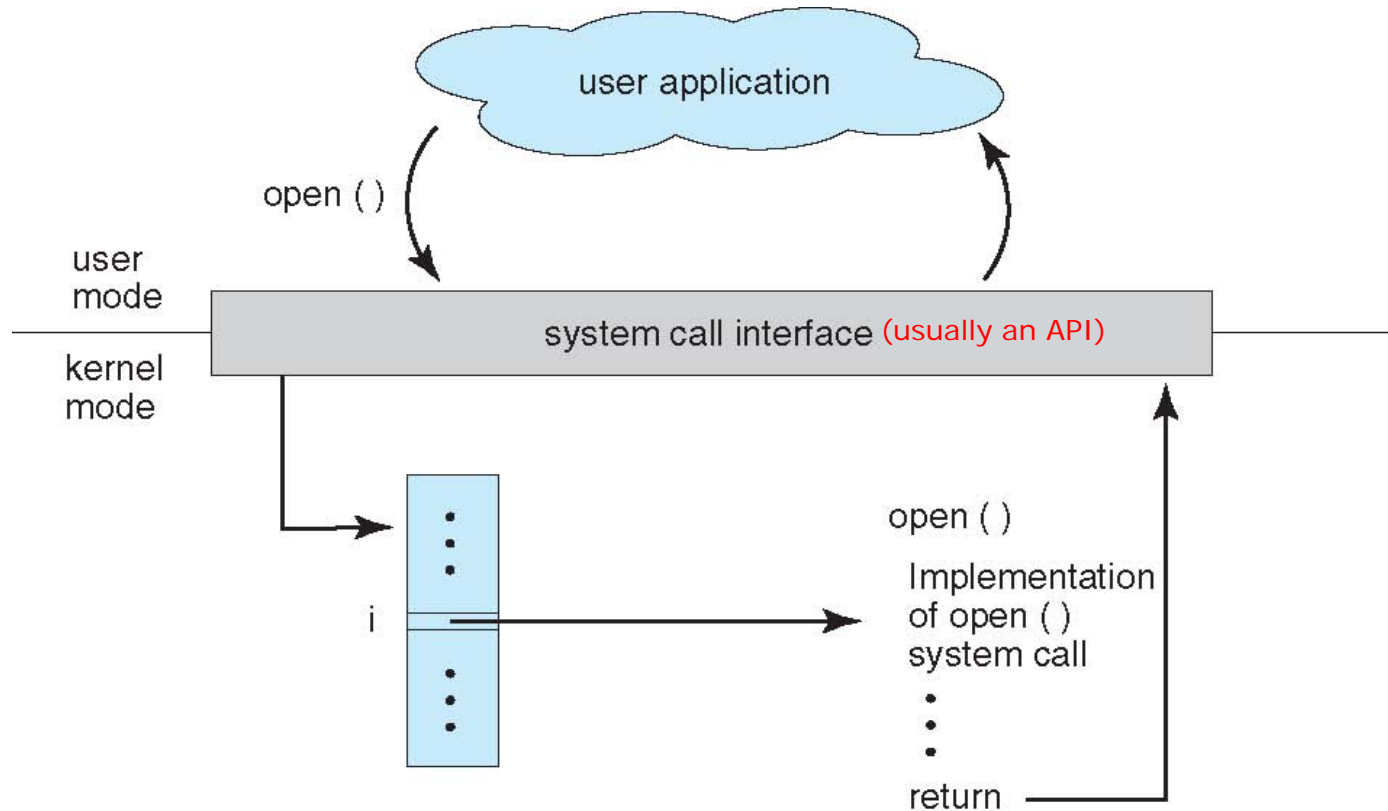 user application
open ( )
user
mode
system call interface (usually an API)
kernel
mode
open ( )
Implementation
of open ( )
system call
i
return